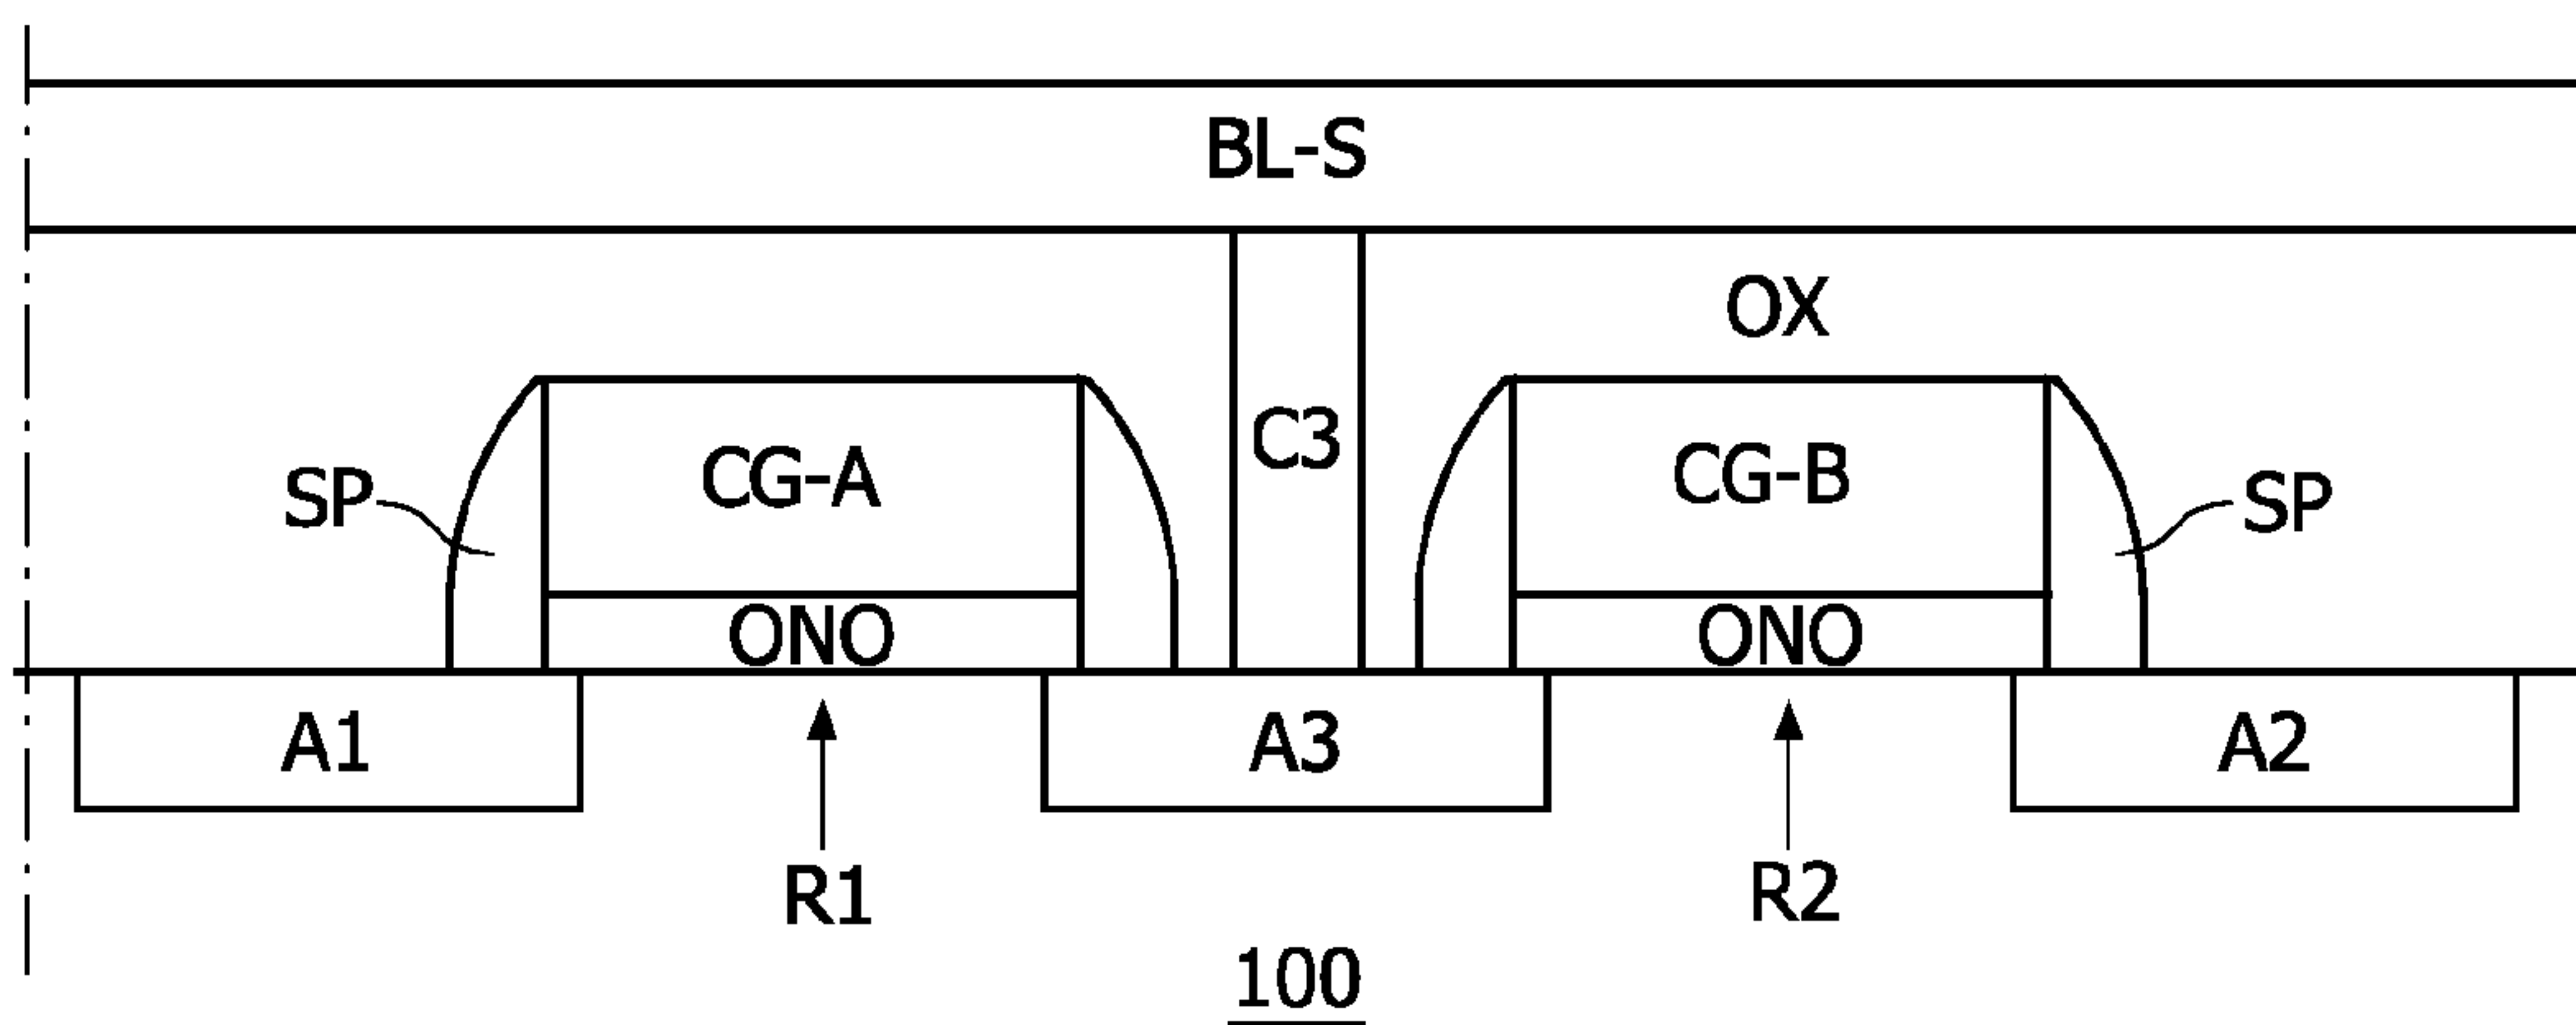 BL-S
OX
C3
CG-A
CG-B
SP
SP
ONO
ONO
A1
A3
A2
R1
R2
100